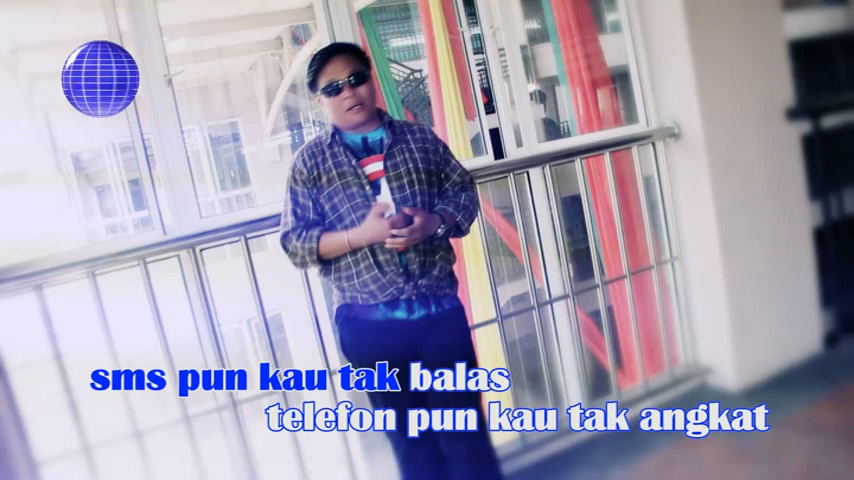 sms pun kau tak balas
telefon pun kau tak angkat